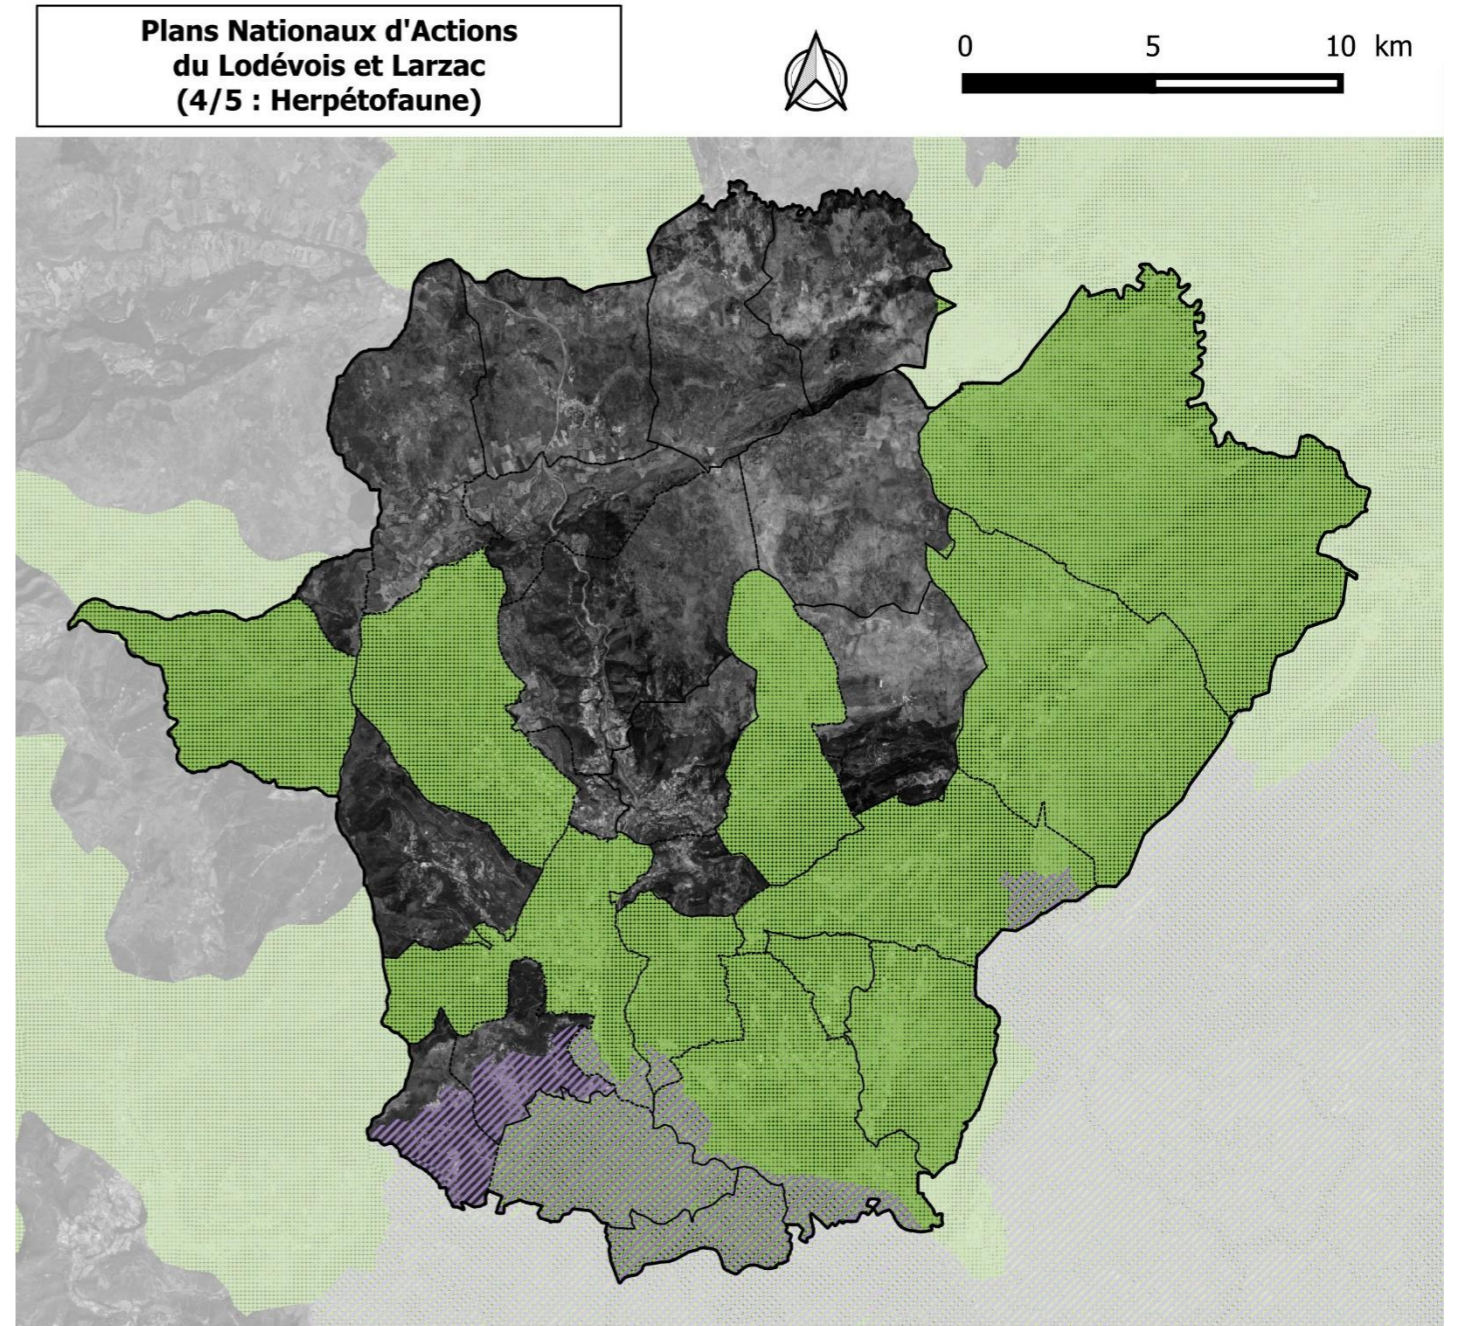 Plans Nationaux d'Actions
du Lodévois et Larzac
(4/5 : Herpétofaune)
0 5 10 km